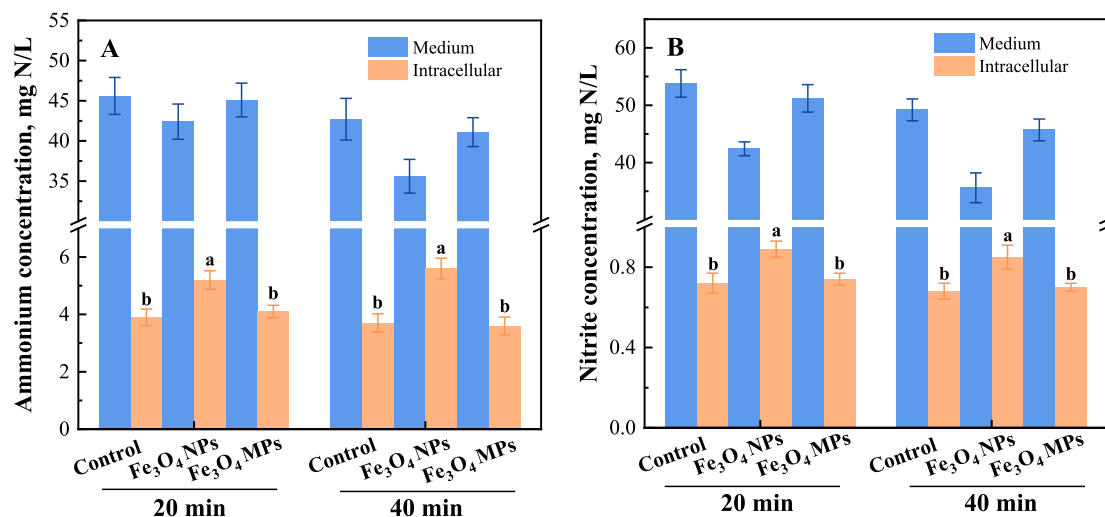 A
Ammonium concentration, mg N/L
55
50
45
40
35
6
4
2
0
Medium
Intracellular
b
a
b
b
a
b
Control
Fe₃O₄ NPs
Fe₃O₄ MPs
Control
Fe₃O₄ NPs
Fe₃O₄ MPs
20 min
40 min
B
Nitrite concentration, mg N/L
60
50
40
0.8
0.4
0.0
Medium
Intracellular
b
a
b
b
a
b
Control
Fe₃O₄ NPs
Fe₃O₄ MPs
Control
Fe₃O₄ NPs
Fe₃O₄ MPs
20 min
40 min